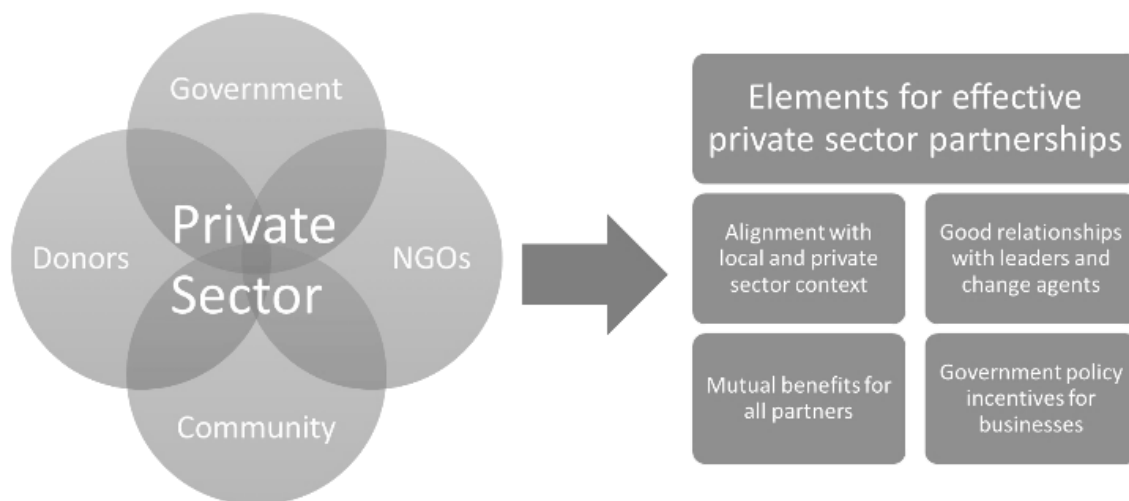 Government
Donors
Private
Sector
NGOs
Community
Elements for effective
private sector partnerships
Alignment with
local and private
sector context
Good relationships
with leaders and
change agents
Mutual benefits for
all partners
Government policy
incentives for
businesses